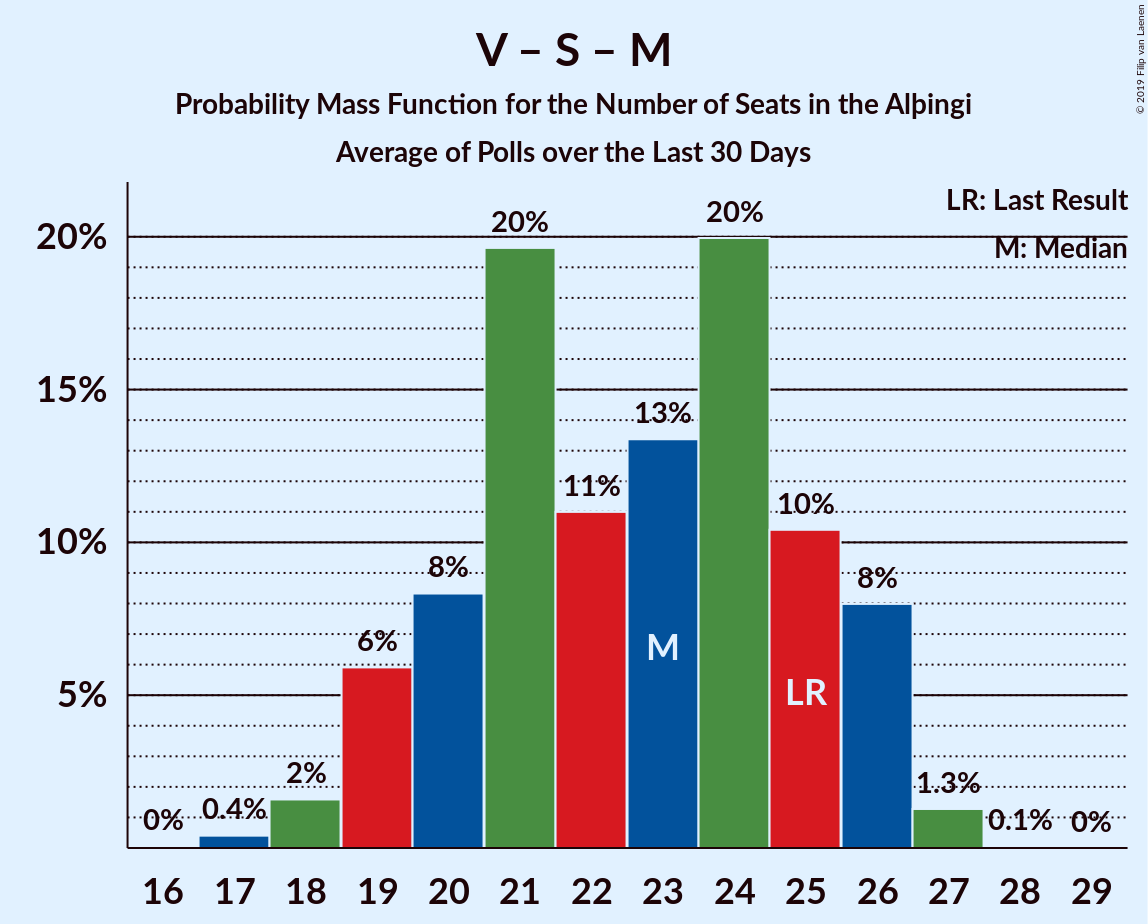 V – S – M
Probability Mass Function for the Number of Seats in the Alþingi
Average of Polls over the Last 30 Days
© 2019 Filip van Laenen
LR: Last Result
M: Median
20%
15%
10%
5%
0%
0.4%
2%
6%
8%
20%
11%
13%
20%
10%
8%
1.3%
0.1%
0%
M
LR
16 17 18 19 20 21 22 23 24 25 26 27 28 29